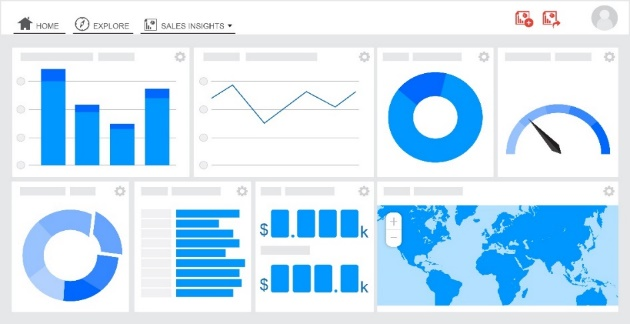 HOME
EXPLORE
SALES INSIGHTS
$ . k
$ . k
+
−